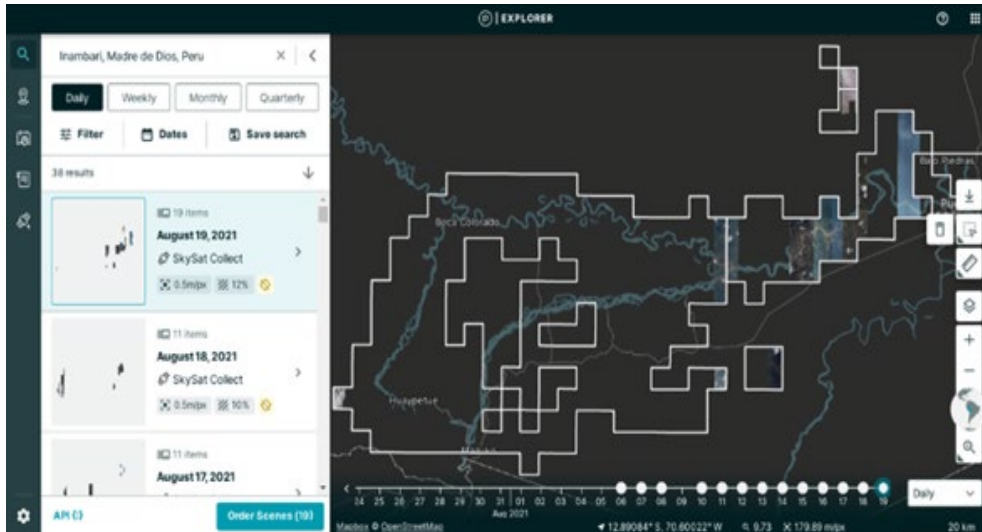 EXPLORER
Inambari, Madre de Dios, Peru
Daily Weekly Monthly Quarterly
Filter Dates Save search
38 results
19 items
August 19, 2021
SkySat Collect
0.5m/px 12%
11 items
August 18, 2021
SkySat Collect
0.5m/px 10%
11 items
August 17, 2021
API
Order Scenes (19)
Boca Colorado
Bajo Piedras
Huaypetue
24 25 26 27 28 29 30 31 01 02 03 04 05 06 07 08 09 10 11 12 13 14 15 16 17 18 19
Aug 2021
Daily
Mapbox © OpenStreetMap
12.89084° S, 70.60022° W
9.73
179.89 m/px
20 km